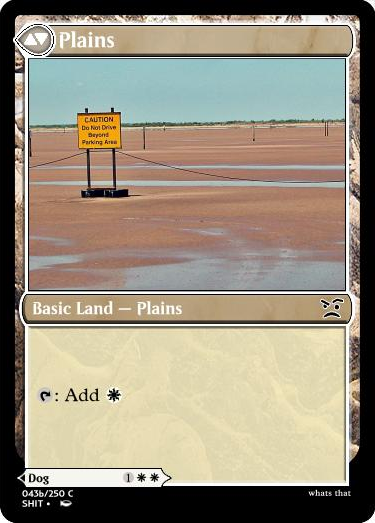 Plains
CAUTION
Do Not Drive
Beyond
Parking Area
Basic Land — Plains
: Add
Dog 1
043b/250 C
SHIT •
whats that